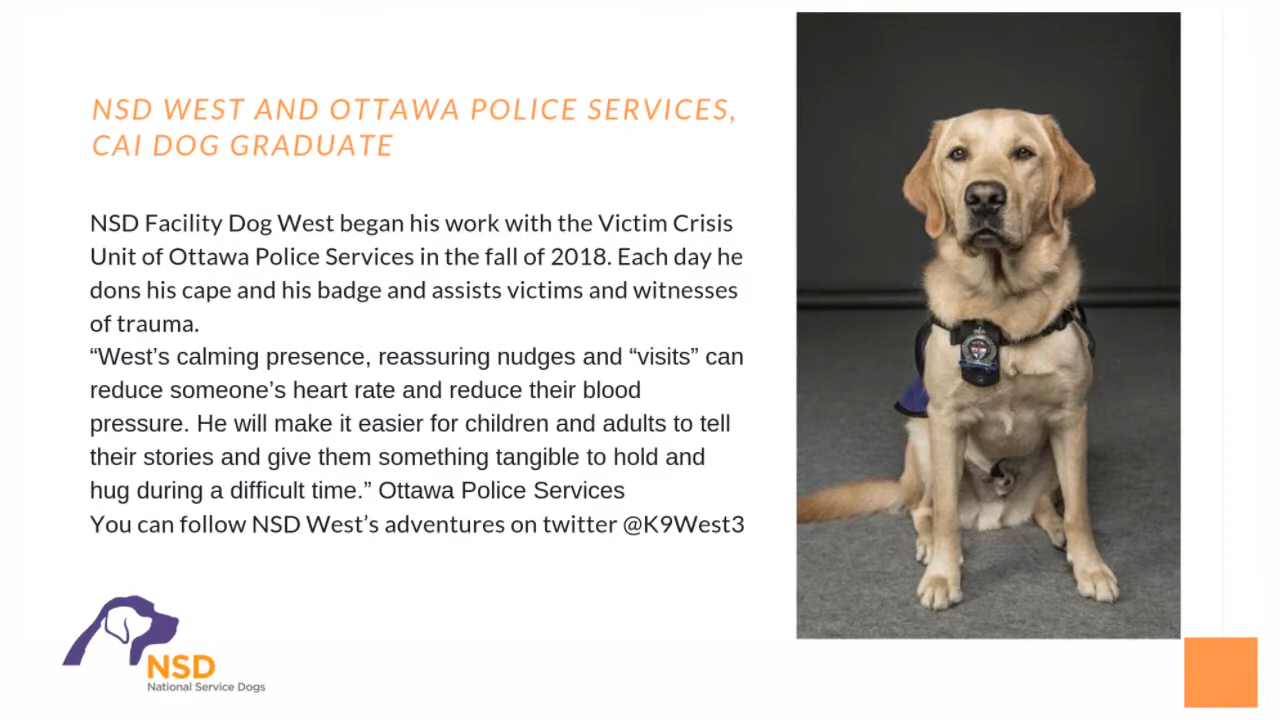 NSD WEST AND OTTAWA POLICE SERVICES,
CAI DOG GRADUATE
NSD Facility Dog West began his work with the Victim Crisis
Unit of Ottawa Police Services in the fall of 2018. Each day he
dons his cape and his badge and assists victims and witnesses
of trauma.
“West’s calming presence, reassuring nudges and “visits” can
reduce someone’s heart rate and reduce their blood
pressure. He will make it easier for children and adults to tell
their stories and give them something tangible to hold and
hug during a difficult time.” Ottawa Police Services
You can follow NSD West’s adventures on twitter @K9West3
NSD
National Service Dogs